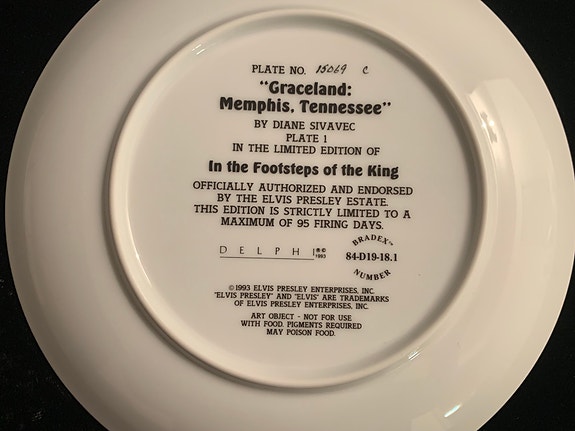 PLATE NO. 15069 C
"Graceland:
Memphis, Tennessee"
BY DIANE SIVAVEC
PLATE 1
IN THE LIMITED EDITION OF
In the Footsteps of the King
OFFICIALLY AUTHORIZED AND ENDORSED
BY THE ELVIS PRESLEY ESTATE.
THIS EDITION IS STRICTLY LIMITED TO A
MAXIMUM OF 95 FIRING DAYS.
DELPHI ®© 1993
BRADEX™
84-D19-18.1
NUMBER
©1993 ELVIS PRESLEY ENTERPRISES, INC.
"ELVIS PRESLEY" AND "ELVIS" ARE TRADEMARKS
OF ELVIS PRESLEY ENTERPRISES, INC.
ART OBJECT - NOT FOR USE
WITH FOOD. PIGMENTS REQUIRED
MAY POISON FOOD.